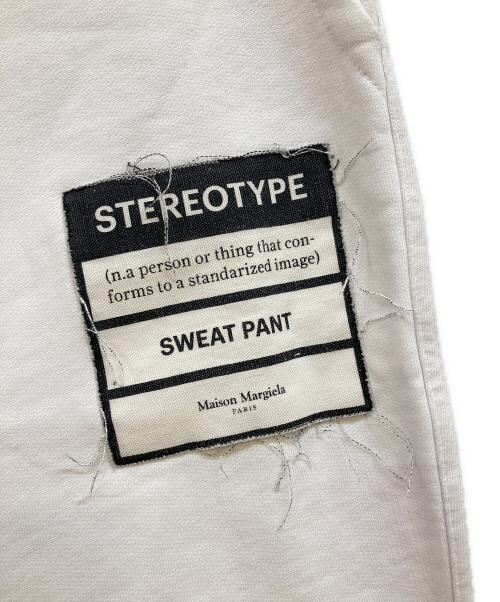 STEREOTYPE
(n.a person or thing that con-
forms to a standarized image)
SWEAT PANT
Maison Margiela
PARIS